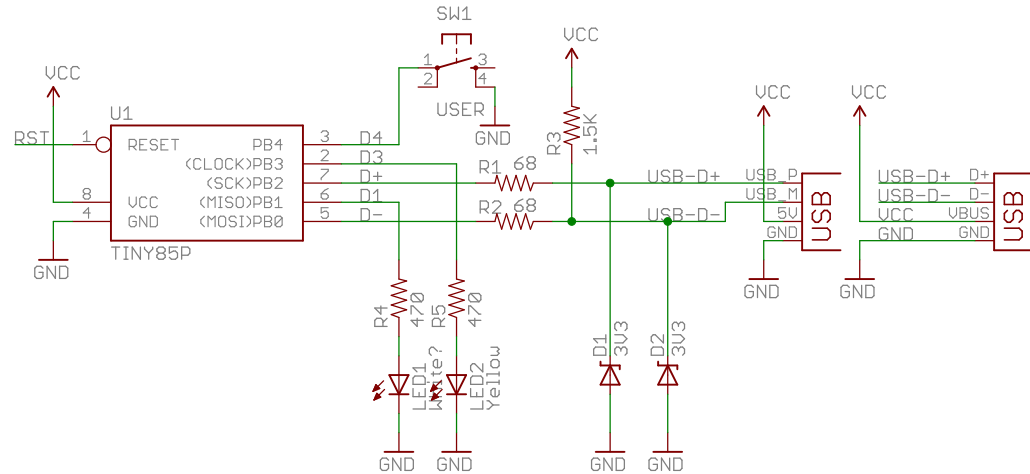 SW1
VCC
VCC
VCC
VCC
1
3
2
4
USER
GND
U1
RST
1
RESET
PB4
3
D4
R3
1.5K
(CLOCK)PB3
2
D3
(SCK)PB2
7
D+
R1
68
USB-D+
USB_P
USB
USB-D+
D+
USB
8
VCC
(MISO)PB1
6
D1
USB_M
USB-D-
D-
4
GND
(MOSI)PB0
5
D-
R2
68
USB-D-
5V
VCC
VBUS
GND
GND
GND
TINY85P
GND
GND
GND
R4
470
R5
470
D1
3V3
D2
3V3
LED1
White?
LED2
Yellow
GND
GND
GND
GND